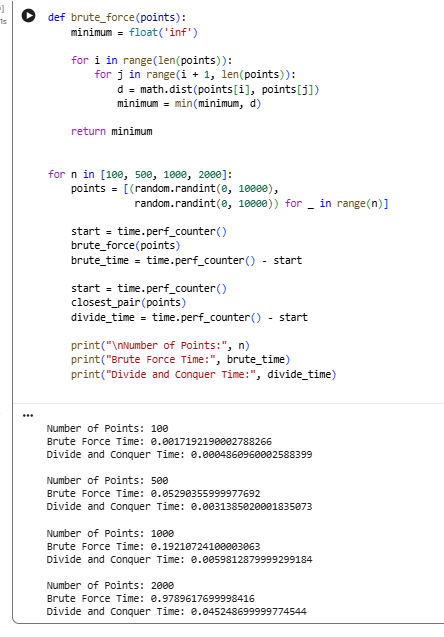 1s
def brute_force(points):
    minimum = float('inf')

    for i in range(len(points)):
        for j in range(i + 1, len(points)):
            d = math.dist(points[i], points[j])
            minimum = min(minimum, d)

    return minimum


for n in [100, 500, 1000, 2000]:
    points = [(random.randint(0, 10000),
               random.randint(0, 10000)) for _ in range(n)]

    start = time.perf_counter()
    brute_force(points)
    brute_time = time.perf_counter() - start

    start = time.perf_counter()
    closest_pair(points)
    divide_time = time.perf_counter() - start

    print("\nNumber of Points:", n)
    print("Brute Force Time:", brute_time)
    print("Divide and Conquer Time:", divide_time)

Number of Points: 100
Brute Force Time: 0.0017192190002788266
Divide and Conquer Time: 0.0004860960002588399

Number of Points: 500
Brute Force Time: 0.05290355999977692
Divide and Conquer Time: 0.0031385020001835073

Number of Points: 1000
Brute Force Time: 0.19210724100003063
Divide and Conquer Time: 0.0059812879999299184

Number of Points: 2000
Brute Force Time: 0.9789617699998416
Divide and Conquer Time: 0.045248699999774544